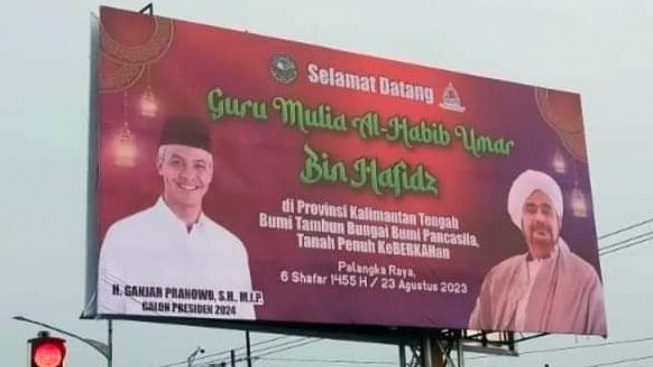 Selamat Datang
Guru Mulia Al-Habib Umar
Bin Hafidz
di Provinsi Kalimantan Tengah
Bumi Tambun Bungai Bumi Pancasila,
Tanah Penuh KeBERKAHan
Palangka Raya,
6 Shafar 1455 H / 23 Agustus 2023
H. GANJAR PRANOWO, S.H., M.I.P.
CALON PRESIDEN 2024